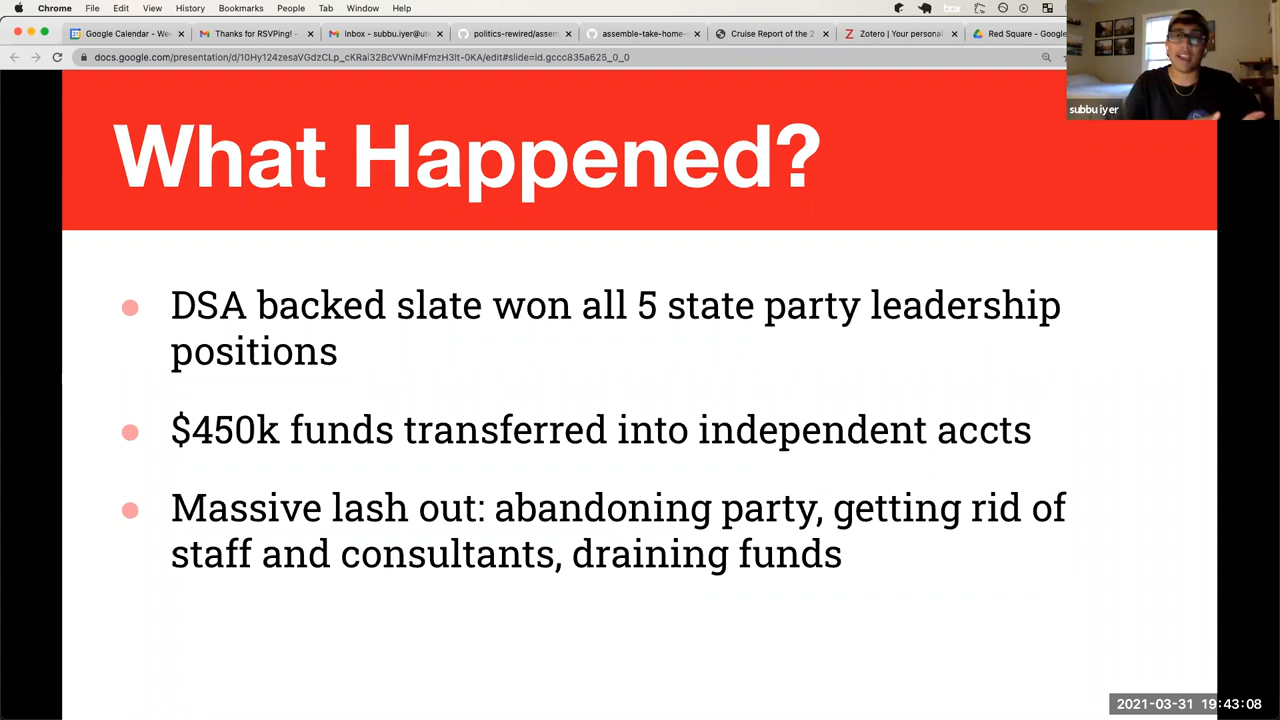 Chrome File Edit View History Bookmarks People Tab Window Help
box
Google Calendar - We
Thanks for RSVPing! -
Inbox - subbu.iyer@ut
politics-rewired/assem
assemble-take-home-
Cruise Report of the 2
Zotero | Your personal
Red Square - Google
docs.google.com/presentation/d/10Hy124zesaVGdzCLp_cKRai32BcVWniMFmzH3lt-0KA/edit#slide=id.gccc835a625_0_0
subbu iyer
What Happened?
DSA backed slate won all 5 state party leadership
positions
$450k funds transferred into independent accts
Massive lash out: abandoning party, getting rid of
staff and consultants, draining funds
2021-03-31 19:43:08